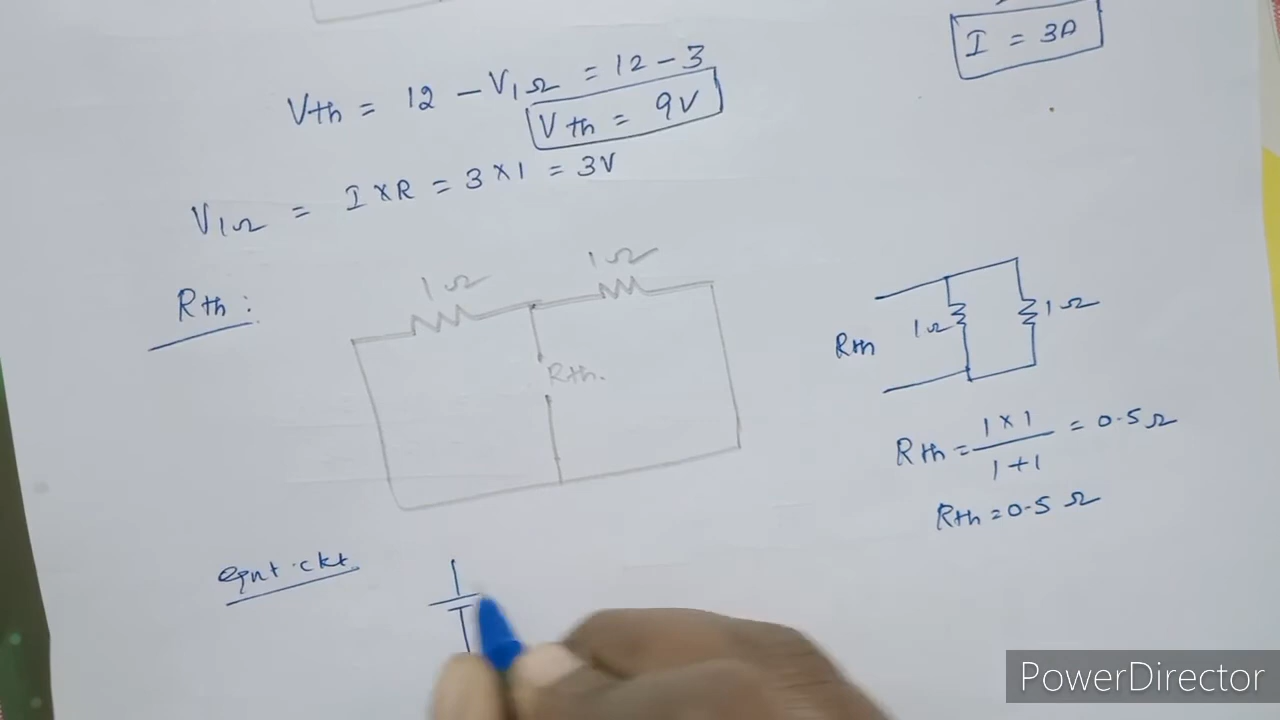 I = 3A
Vth = 12 - V1Ω = 12 - 3
Vth = 9V
V1Ω = I × R = 3 × 1 = 3V
Rth :
1Ω 1Ω
Rth.
Rth 1Ω 1Ω
Rth = 1 × 1 / 1 + 1 = 0.5Ω
Rth = 0.5 Ω
eqnt.ckt
PowerDirector